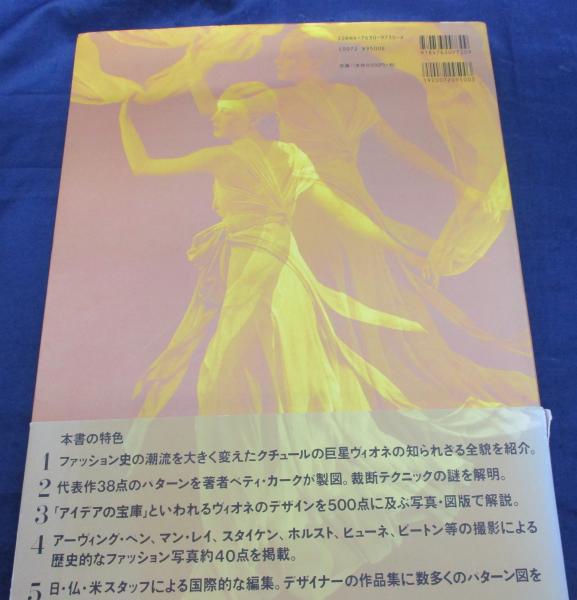 本書の特色
1 ファッション史の潮流を大きく変えたクチュールの巨星ヴィオネの知られざる全貌を紹介。
2 代表作38点のパターンを著者ベティ・カークが製図。裁断テクニックの謎を解明。
3 「アイデアの宝庫」といわれるヴィオネのデザインを500点に及ぶ写真・図版で解説。
4 アーヴィング・ペン、マン・レイ、スタイケン、ホルスト、ヒューネ、ビートン等の撮影による
歴史的なファッション写真約40点を掲載。
5 日・仏・米スタッフによる国際的な編集。デザイナーの作品集に数多くのパターン図を